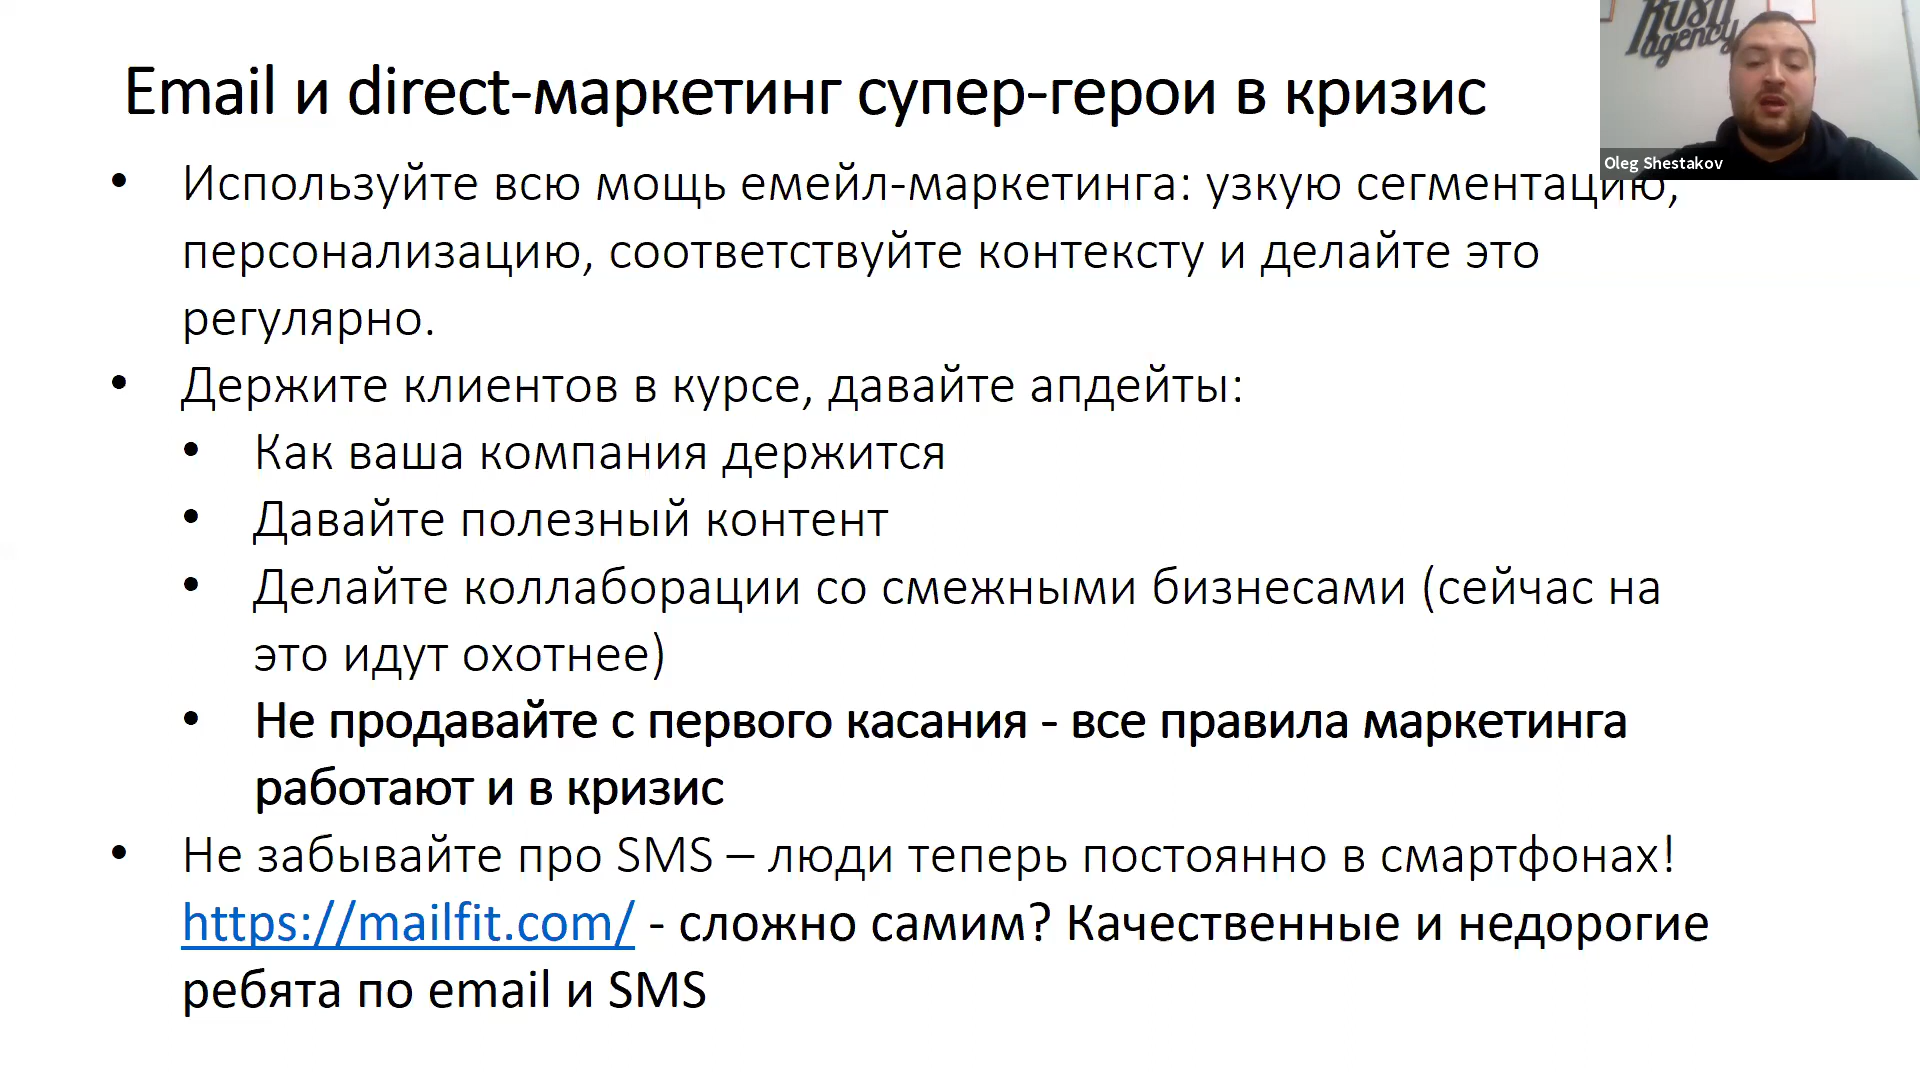 Email и direct-маркетинг супер-герои в кризис
Rush
agency
Oleg Shestakov
• Используйте всю мощь емейл-маркетинга: узкую сегментацию,
персонализацию, соответствуйте контексту и делайте это
регулярно.
• Держите клиентов в курсе, давайте апдейты:
• Как ваша компания держится
• Давайте полезный контент
• Делайте коллаборации со смежными бизнесами (сейчас на
это идут охотнее)
• Не продавайте с первого касания - все правила маркетинга
работают и в кризис
• Не забывайте про SMS – люди теперь постоянно в смартфонах!
https://mailfit.com/ - сложно самим? Качественные и недорогие
ребята по email и SMS